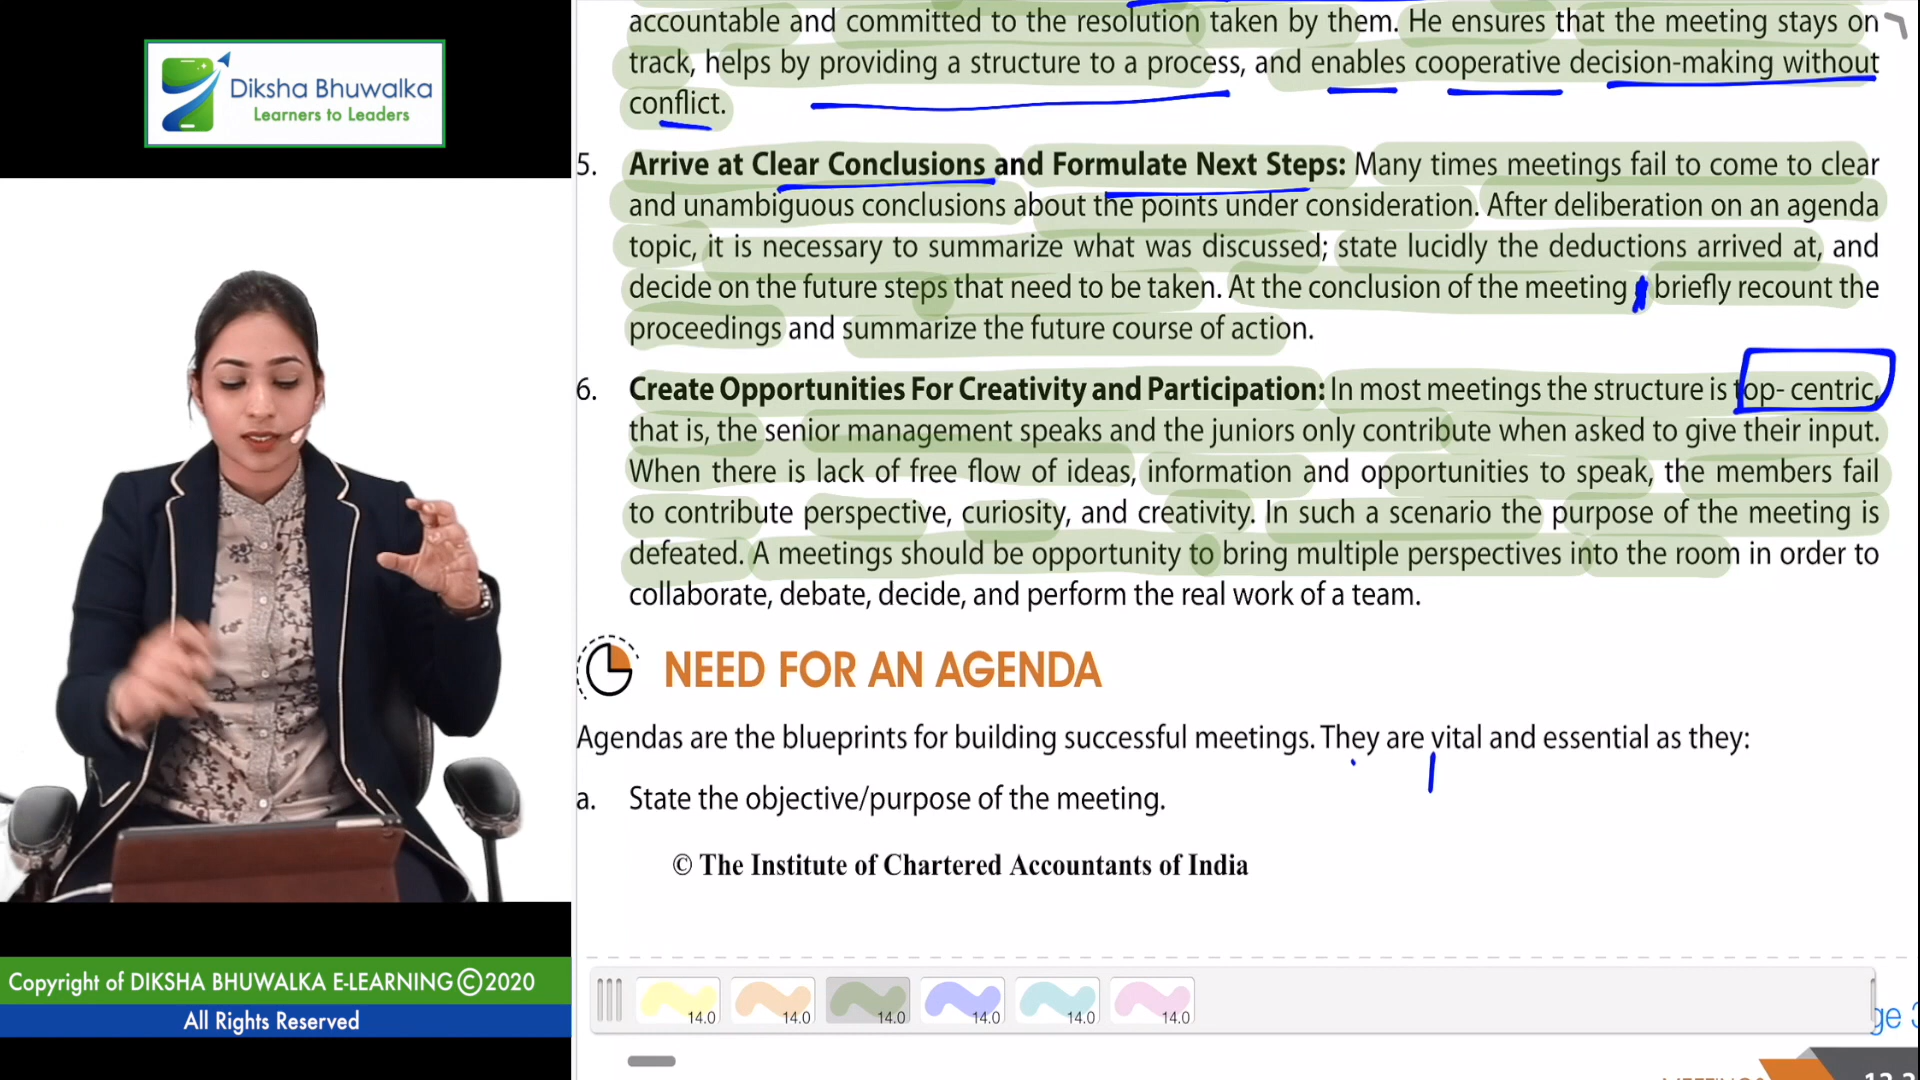 Diksha Bhuwalka
Learners to Leaders
accountable and committed to the resolution taken by them. He ensures that the meeting stays on
track, helps by providing a structure to a process, and enables cooperative decision-making without
conflict.
5. Arrive at Clear Conclusions and Formulate Next Steps: Many times meetings fail to come to clear
and unambiguous conclusions about the points under consideration. After deliberation on an agenda
topic, it is necessary to summarize what was discussed; state lucidly the deductions arrived at, and
decide on the future steps that need to be taken. At the conclusion of the meeting briefly recount the
proceedings and summarize the future course of action.
6. Create Opportunities For Creativity and Participation: In most meetings the structure is top- centric,
that is, the senior management speaks and the juniors only contribute when asked to give their input.
When there is lack of free flow of ideas, information and opportunities to speak, the members fail
to contribute perspective, curiosity, and creativity. In such a scenario the purpose of the meeting is
defeated. A meetings should be opportunity to bring multiple perspectives into the room in order to
collaborate, debate, decide, and perform the real work of a team.
NEED FOR AN AGENDA
Agendas are the blueprints for building successful meetings. They are vital and essential as they:
a. State the objective/purpose of the meeting.
© The Institute of Chartered Accountants of India
Copyright of DIKSHA BHUWALKA E-LEARNING©2020
All Rights Reserved
14.0 14.0 14.0 14.0 14.0 14.0